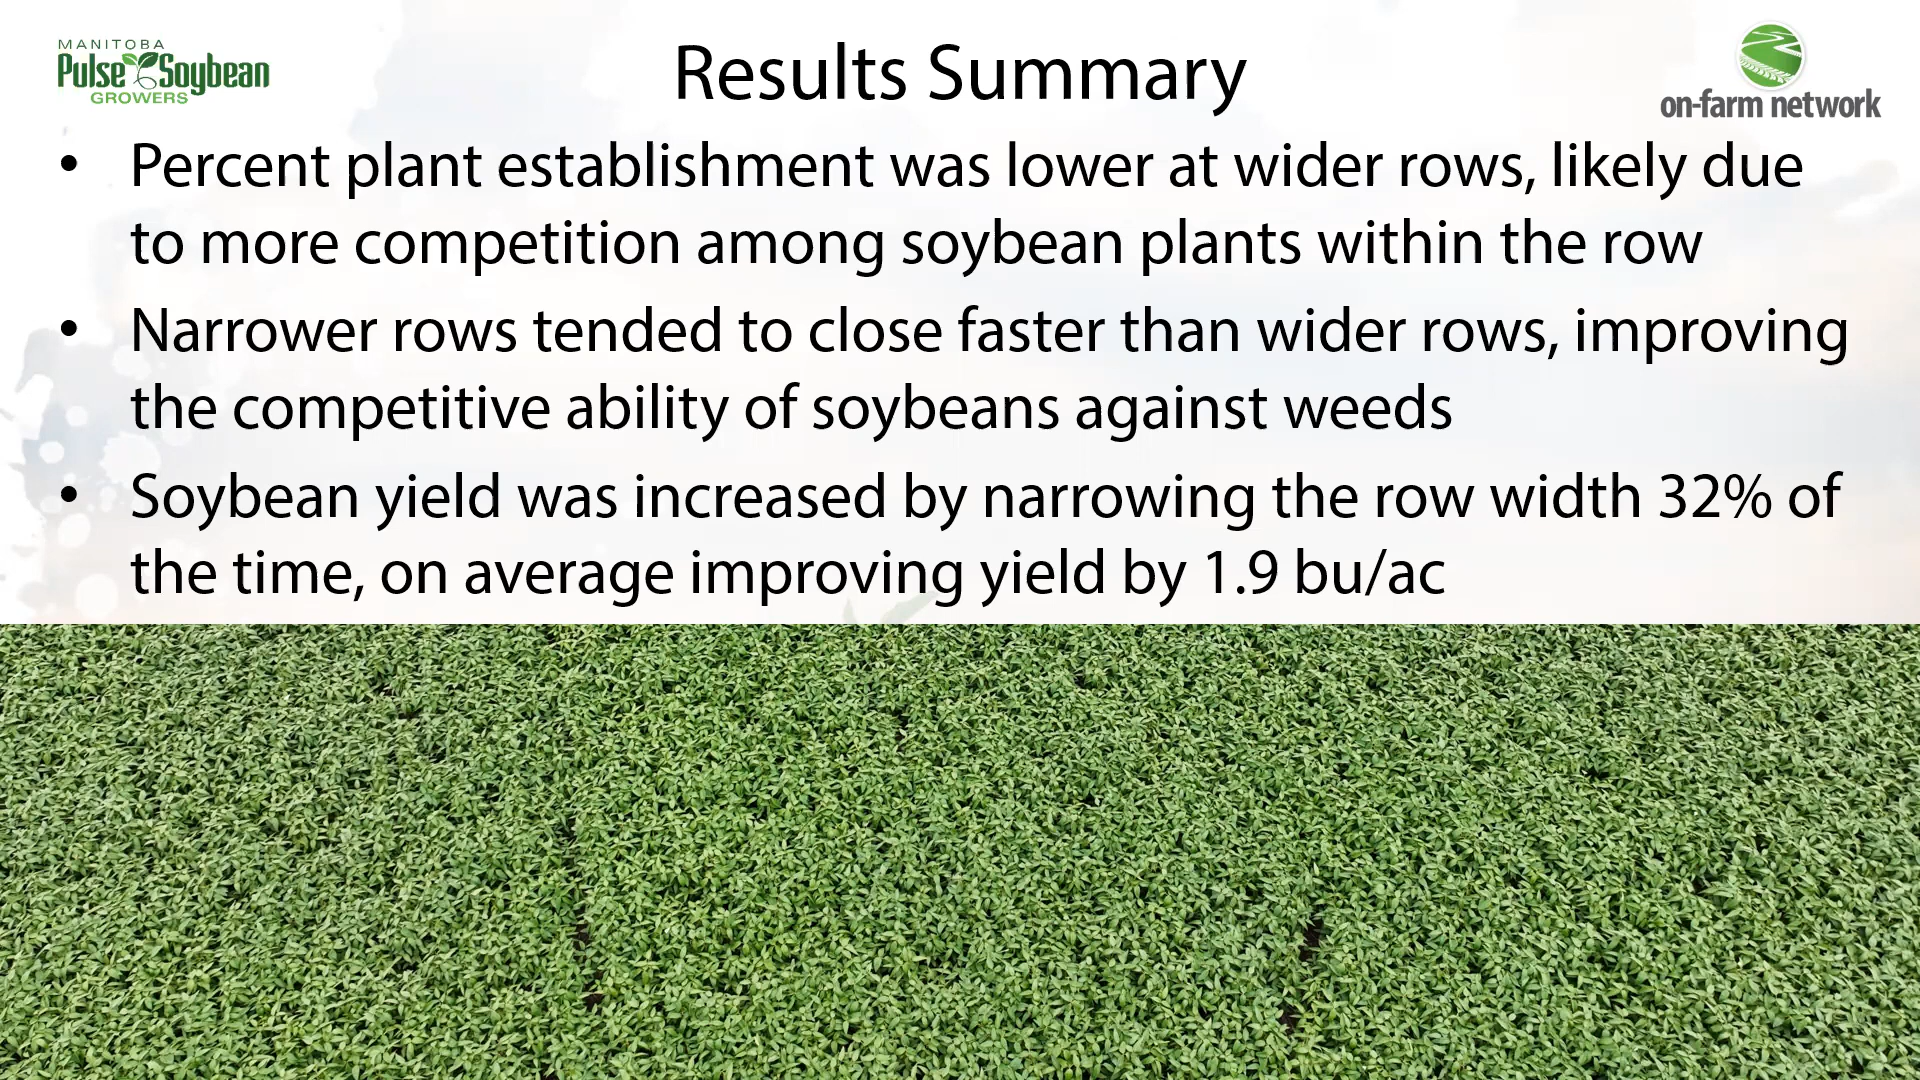 MANITOBA
Pulse Soybean
GROWERS
Results Summary
on-farm network
• Percent plant establishment was lower at wider rows, likely due
to more competition among soybean plants within the row
• Narrower rows tended to close faster than wider rows, improving
the competitive ability of soybeans against weeds
• Soybean yield was increased by narrowing the row width 32% of
the time, on average improving yield by 1.9 bu/ac